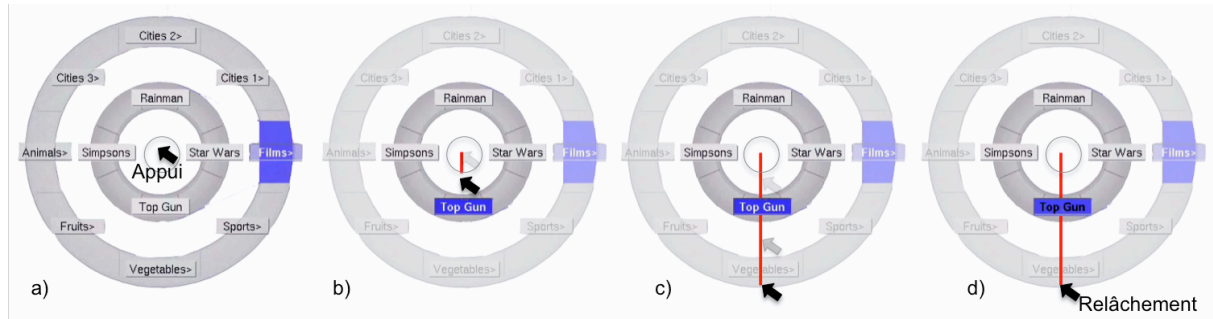 Cities 2>
Cities 3>
Cities 1>
Rainman
Animals>
Simpsons
Star Wars
Films>
Appui
Top Gun
Fruits>
Sports>
Vegetables>
a)
Cities 2>
Cities 3>
Cities 1>
Rainman
Animals>
Simpsons
Star Wars
Films>
Top Gun
Fruits>
Sports>
Vegetables>
b)
Cities 2>
Cities 3>
Cities 1>
Rainman
Animals>
Simpsons
Star Wars
Films>
Top Gun
Fruits>
Sports>
Vegetables>
c)
Cities 2>
Cities 3>
Cities 1>
Rainman
Animals>
Simpsons
Star Wars
Films>
Top Gun
Fruits>
Sports>
Vegetables>
d)
Relâchement